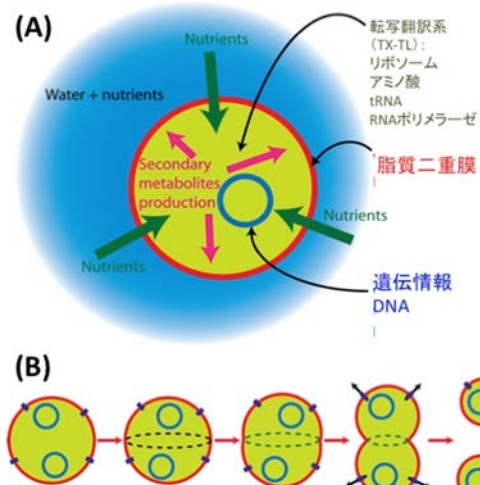 (A)
Nutrients
Water + nutrients
転写翻訳系
(TX-TL) :
リボソーム
アミノ酸
tRNA
RNAポリメラーゼ
Secondary
metabolites
production
脂質二重膜
Nutrients
Nutrients
遺伝情報
DNA
(B)